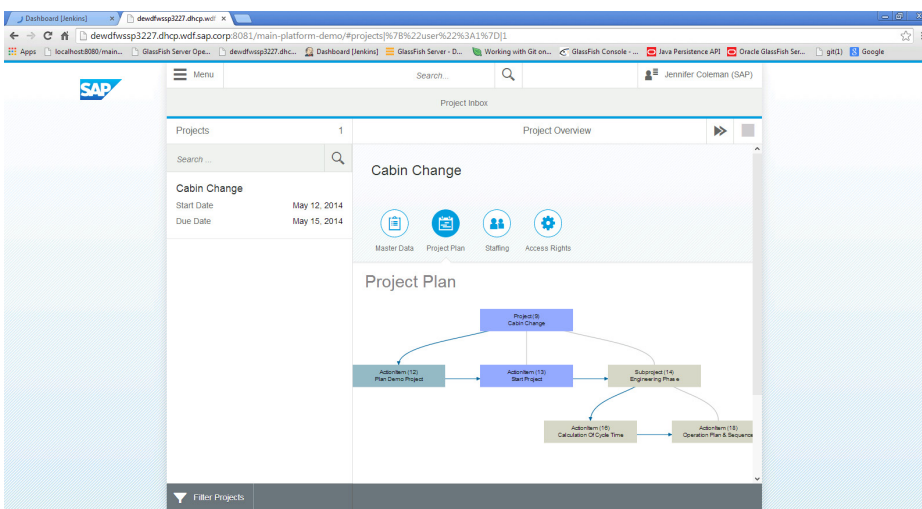 Dashboard [Jenkins]
dewdfwssp3227.dhcp.wdf
dewdfwssp3227.dhcp.wdf.sap.corp:8081/main-platform-demo/#projects|%7B%22user%22%3A1%7D|1
Apps localhost:8080/main... GlassFish Server Ope... dewdfwssp3227.dhc... Dashboard [Jenkins] GlassFish Server - D... Working with Git on... GlassFish Console - ... Java Persistence API Oracle GlassFish Ser... git(1) Google
SAP
Menu
Search...
Jennifer Coleman (SAP)
Project Inbox
Projects 1
Project Overview
Search ...
Cabin Change
Start Date May 12, 2014
Due Date May 15, 2014
Cabin Change
Master Data Project Plan Staffing Access Rights
Project Plan
Project (9)
Cabin Change
ActionItem (12)
Plan Demo Project
ActionItem (13)
Start Project
Subproject (14)
Engineering Phase
ActionItem (16)
Calculation Of Cycle Time
ActionItem (18)
Operation Plan & Sequence
Filter Projects